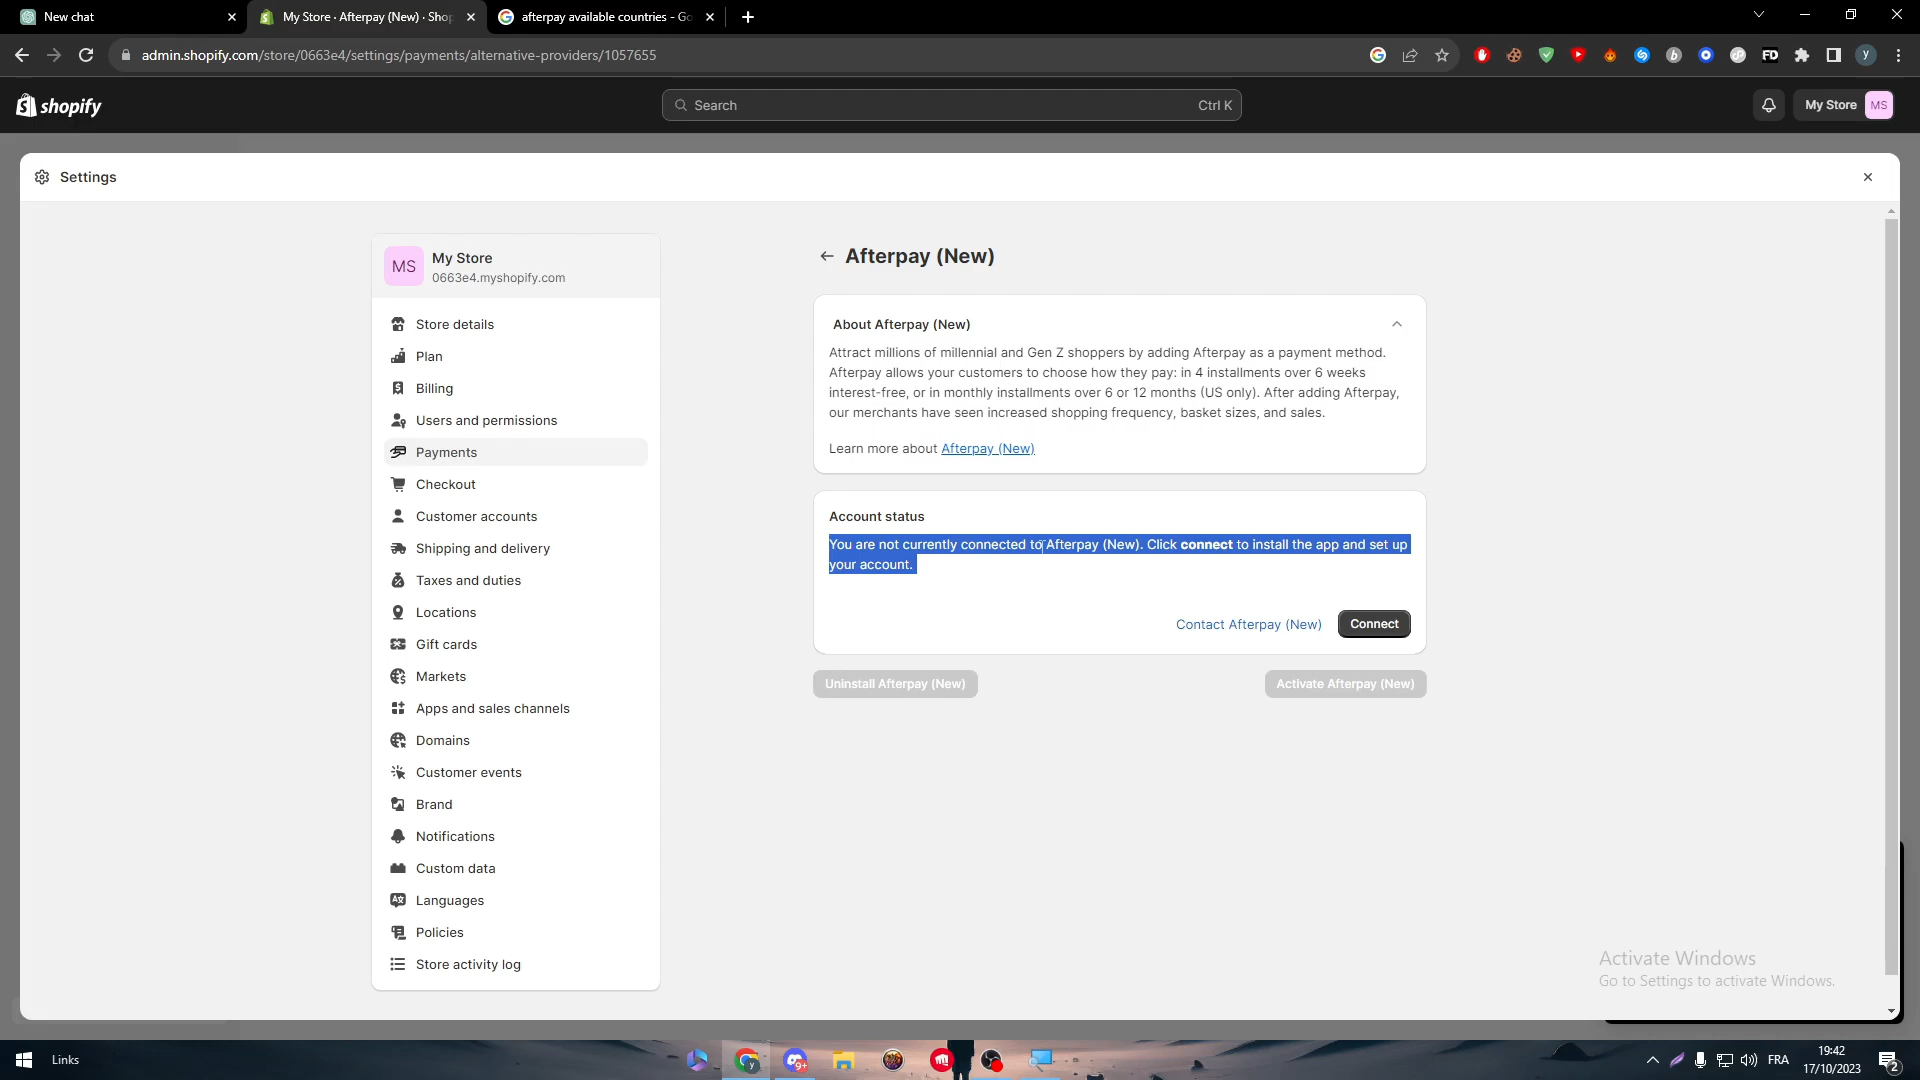 New chat
My Store · Afterpay (New) · Shop
afterpay available countries - Go
admin.shopify.com/store/0663e4/settings/payments/alternative-providers/1057655
FD
y
shopify
Search
Ctrl K
My Store
MS
Settings
MS
My Store
0663e4.myshopify.com
Store details
Plan
Billing
Users and permissions
Payments
Checkout
Customer accounts
Shipping and delivery
Taxes and duties
Locations
Gift cards
Markets
Apps and sales channels
Domains
Customer events
Brand
Notifications
Custom data
Languages
Policies
Store activity log
Afterpay (New)
About Afterpay (New)
Attract millions of millennial and Gen Z shoppers by adding Afterpay as a payment method.
Afterpay allows your customers to choose how they pay: in 4 installments over 6 weeks
interest-free, or in monthly installments over 6 or 12 months (US only). After adding Afterpay,
our merchants have seen increased shopping frequency, basket sizes, and sales.
Learn more about Afterpay (New)
Account status
You are not currently connected to Afterpay (New). Click connect to install the app and set up
your account.
Contact Afterpay (New)
Connect
Uninstall Afterpay (New)
Activate Afterpay (New)
Activate Windows
Go to Settings to activate Windows.
Links
9+
FRA
19:42
17/10/2023
2